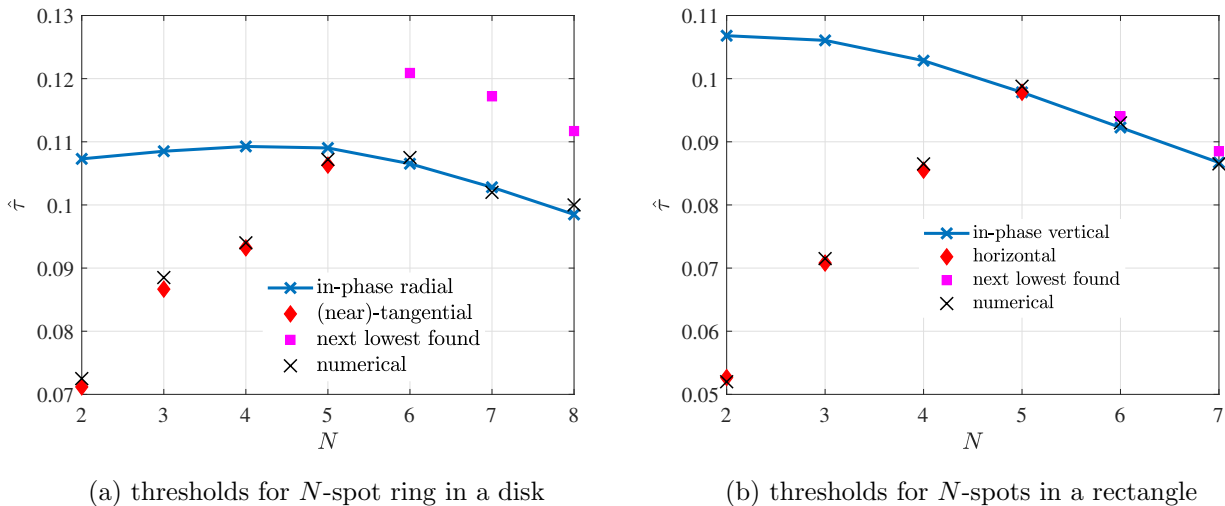 0.13
0.12
0.11
0.1
0.09
0.08
0.07
τ̂
2 3 4 5 6 7 8
N
in-phase radial
(near)-tangential
next lowest found
numerical
(a) thresholds for N-spot ring in a disk
0.11
0.1
0.09
0.08
0.07
0.06
0.05
τ̂
2 3 4 5 6 7
N
in-phase vertical
horizontal
next lowest found
numerical
(b) thresholds for N-spots in a rectangle